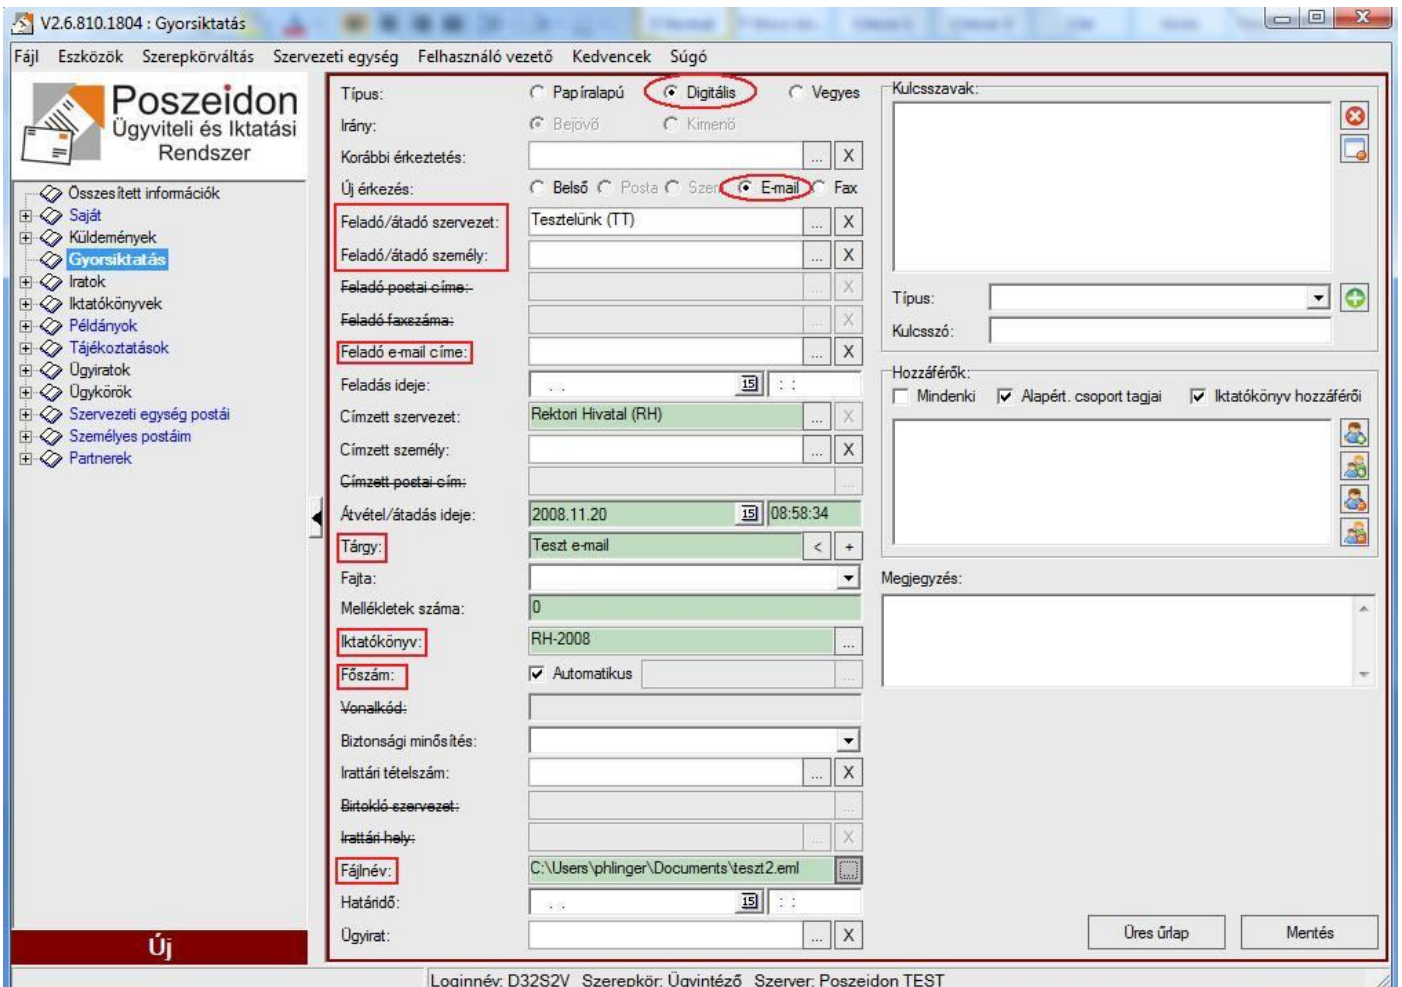 V2.6.810.1804 : Gyorsiktatás
Fájl Eszközök Szerepkörváltás Szervezeti egység Felhasználó vezető Kedvencek Súgó
Poszeidon
Ügyviteli és Iktatási
Rendszer
Összesített információk
Saját
Küldemények
Gyorsiktatás
Iratok
Iktatókönyvek
Példányok
Tájékoztatások
Ügyiratok
Ügykörök
Szervezeti egység postái
Személyes postáim
Partnerek
Új
Típus: Papíralapú Digitális Vegyes
Irány: Bejövő Kimenő
Korábbi érkeztetés: ... X
Új érkezés: Belső Posta Szem E-mail Fax
Feladó/átadó szervezet: Tesztelünk (TT) ... X
Feladó/átadó személy: ... X
Feladó postai címe: ... X
Feladó faxszáma: ... X
Feladó e-mail címe: ... X
Feladás ideje: . . 15 : :
Címzett szervezet: Rektori Hivatal (RH) ... X
Címzett személy: ... X
Címzett postai cím: ...
Átvétel/átadás ideje: 2008.11.20 15 08:58:34
Tárgy: Teszt e-mail < +
Fajta:
Mellékletek száma: 0
Iktatókönyv: RH-2008 ...
Főszám: Automatikus ...
Vonalkód:
Biztonsági minősítés:
Irattári tételszám: ... X
Birtokló szervezet: ...
Irattári hely: ... X
Fájlnév: C:\Users\phlinger\Documents\teszt2.eml ...
Határidő: . . 15 : :
Ügyirat: ... X
Kulcsszavak:
Típus:
Kulcsszó:
Hozzáférők:
Mindenki Alapért. csoport tagjai Iktatókönyv hozzáférői
Megjegyzés:
Üres űrlap Mentés
Loginnév: D32S2V Szerepkör: Ügyintéző Szerver: Poszeidon TEST